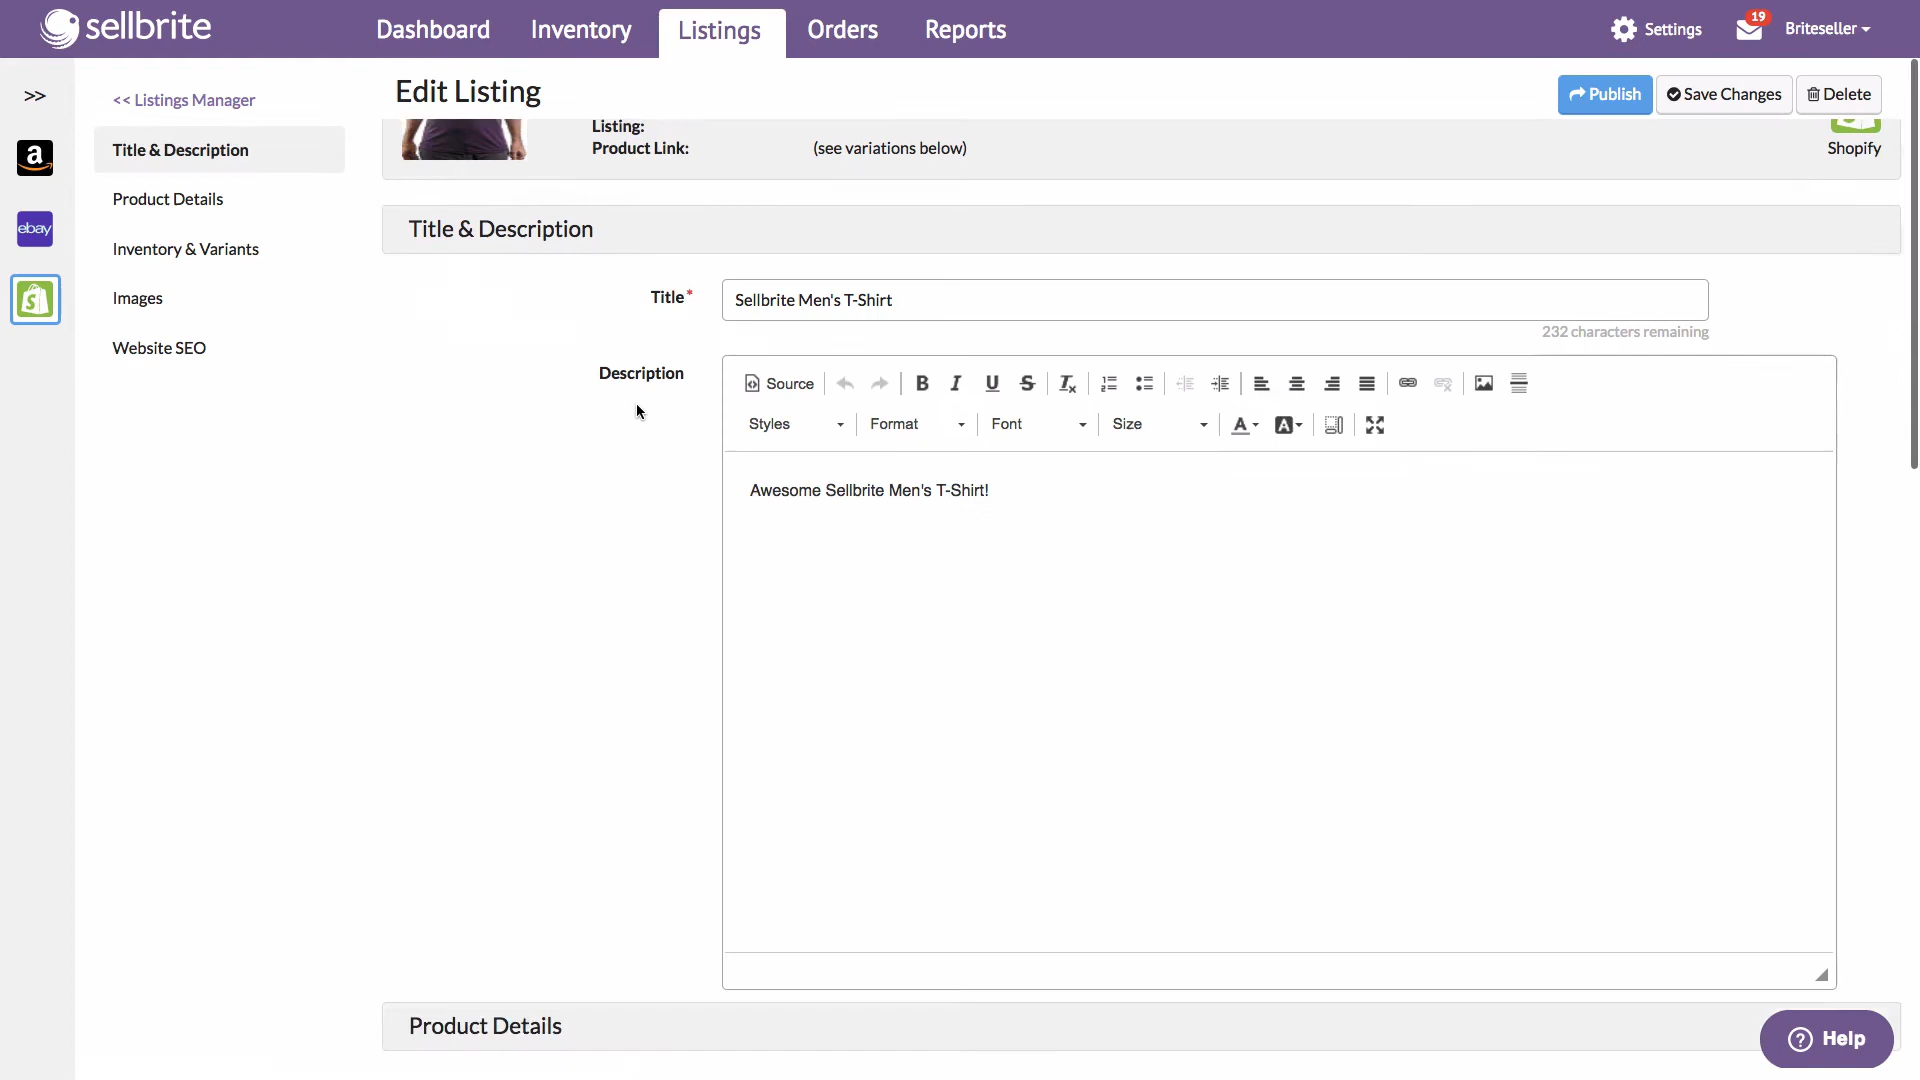 sellbrite
Dashboard
Inventory
Listings
Orders
Reports
Settings
19
Briteseller
>>
<< Listings Manager
Edit Listing
Publish
Save Changes
Delete
a
Title & Description
Listing:
Product Link:
(see variations below)
Shopify
Product Details
ebay
Inventory & Variants
Images
Website SEO
Title & Description
Title*
Sellbrite Men's T-Shirt
232 characters remaining
Description
Source
B I U S
Styles
Format
Font
Size
A
A
Awesome Sellbrite Men's T-Shirt!
Product Details
? Help